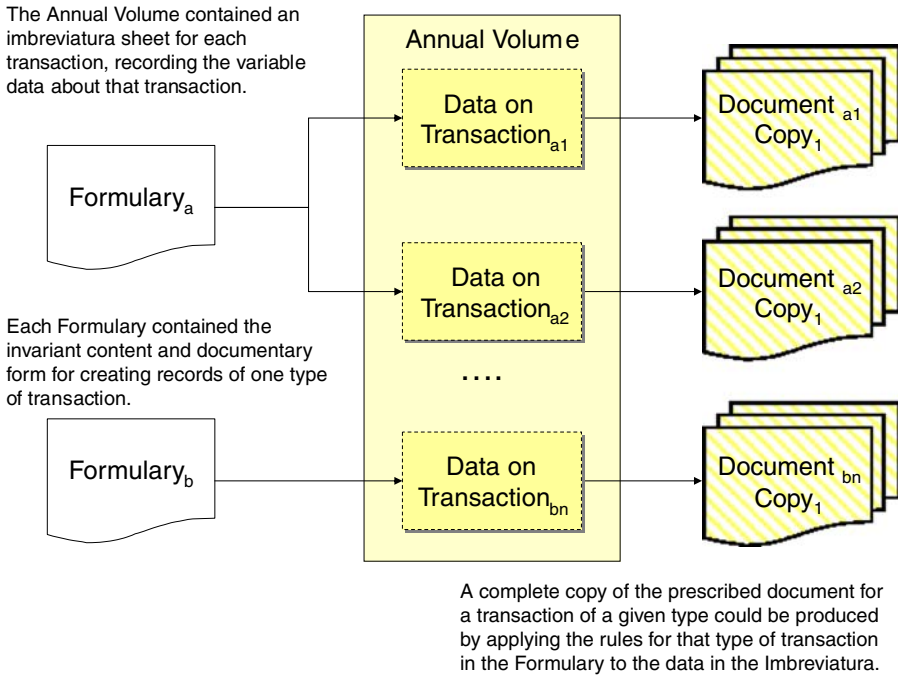 The Annual Volume contained an
imbreviatura sheet for each
transaction, recording the variable
data about that transaction.
Annual Volume
Data on
Transaction a1
Document a1
Copy 1
Formulary a
Data on
Transaction a2
Document a2
Copy 1
Each Formulary contained the
invariant content and documentary
form for creating records of one type
of transaction.
....
Formulary b
Data on
Transaction bn
Document bn
Copy 1
A complete copy of the prescribed document for
a transaction of a given type could be produced
by applying the rules for that type of transaction
in the Formulary to the data in the Imbreviatura.